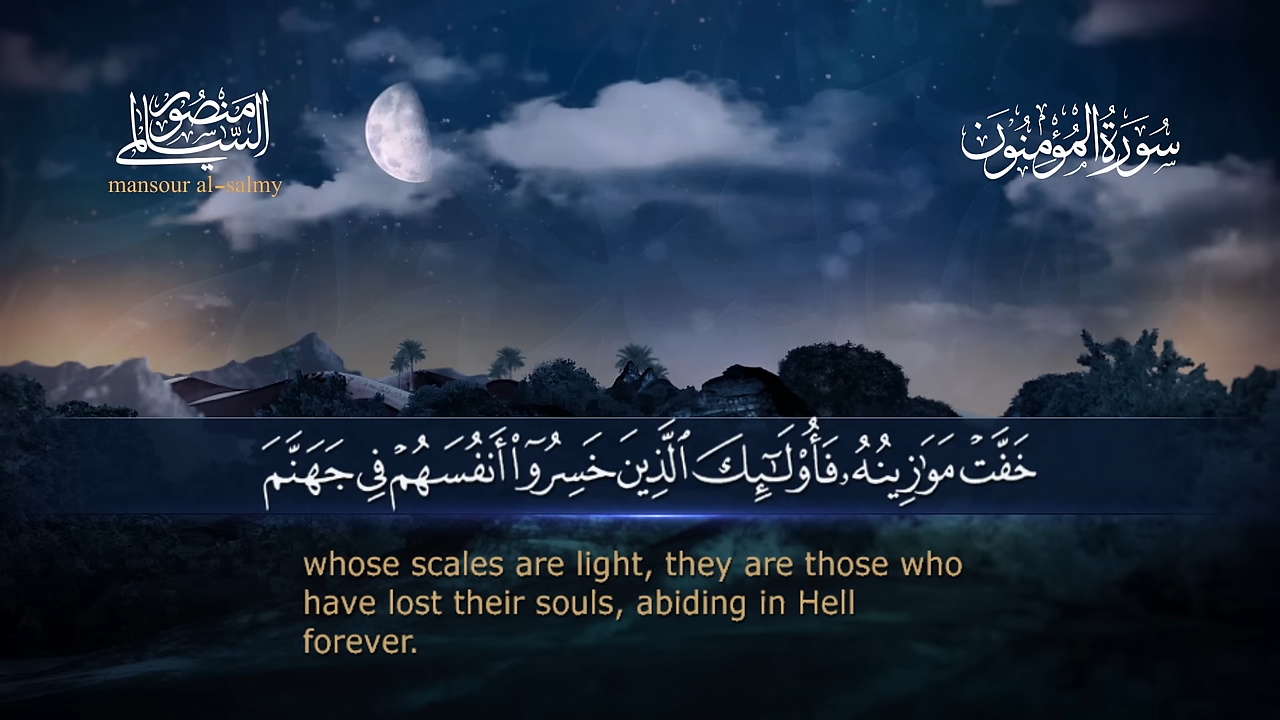 منصور
السالمي
mansour al-salmy
سُورَةُ المُؤْمِنُونَ
خَفَّتْ مَوَٰزِينُهُۥ فَأُو۟لَـٰٓئِكَ ٱلَّذِينَ خَسِرُوٓا۟ أَنفُسَهُمْ فِى جَهَنَّمَ
whose scales are light, they are those who
have lost their souls, abiding in Hell
forever.